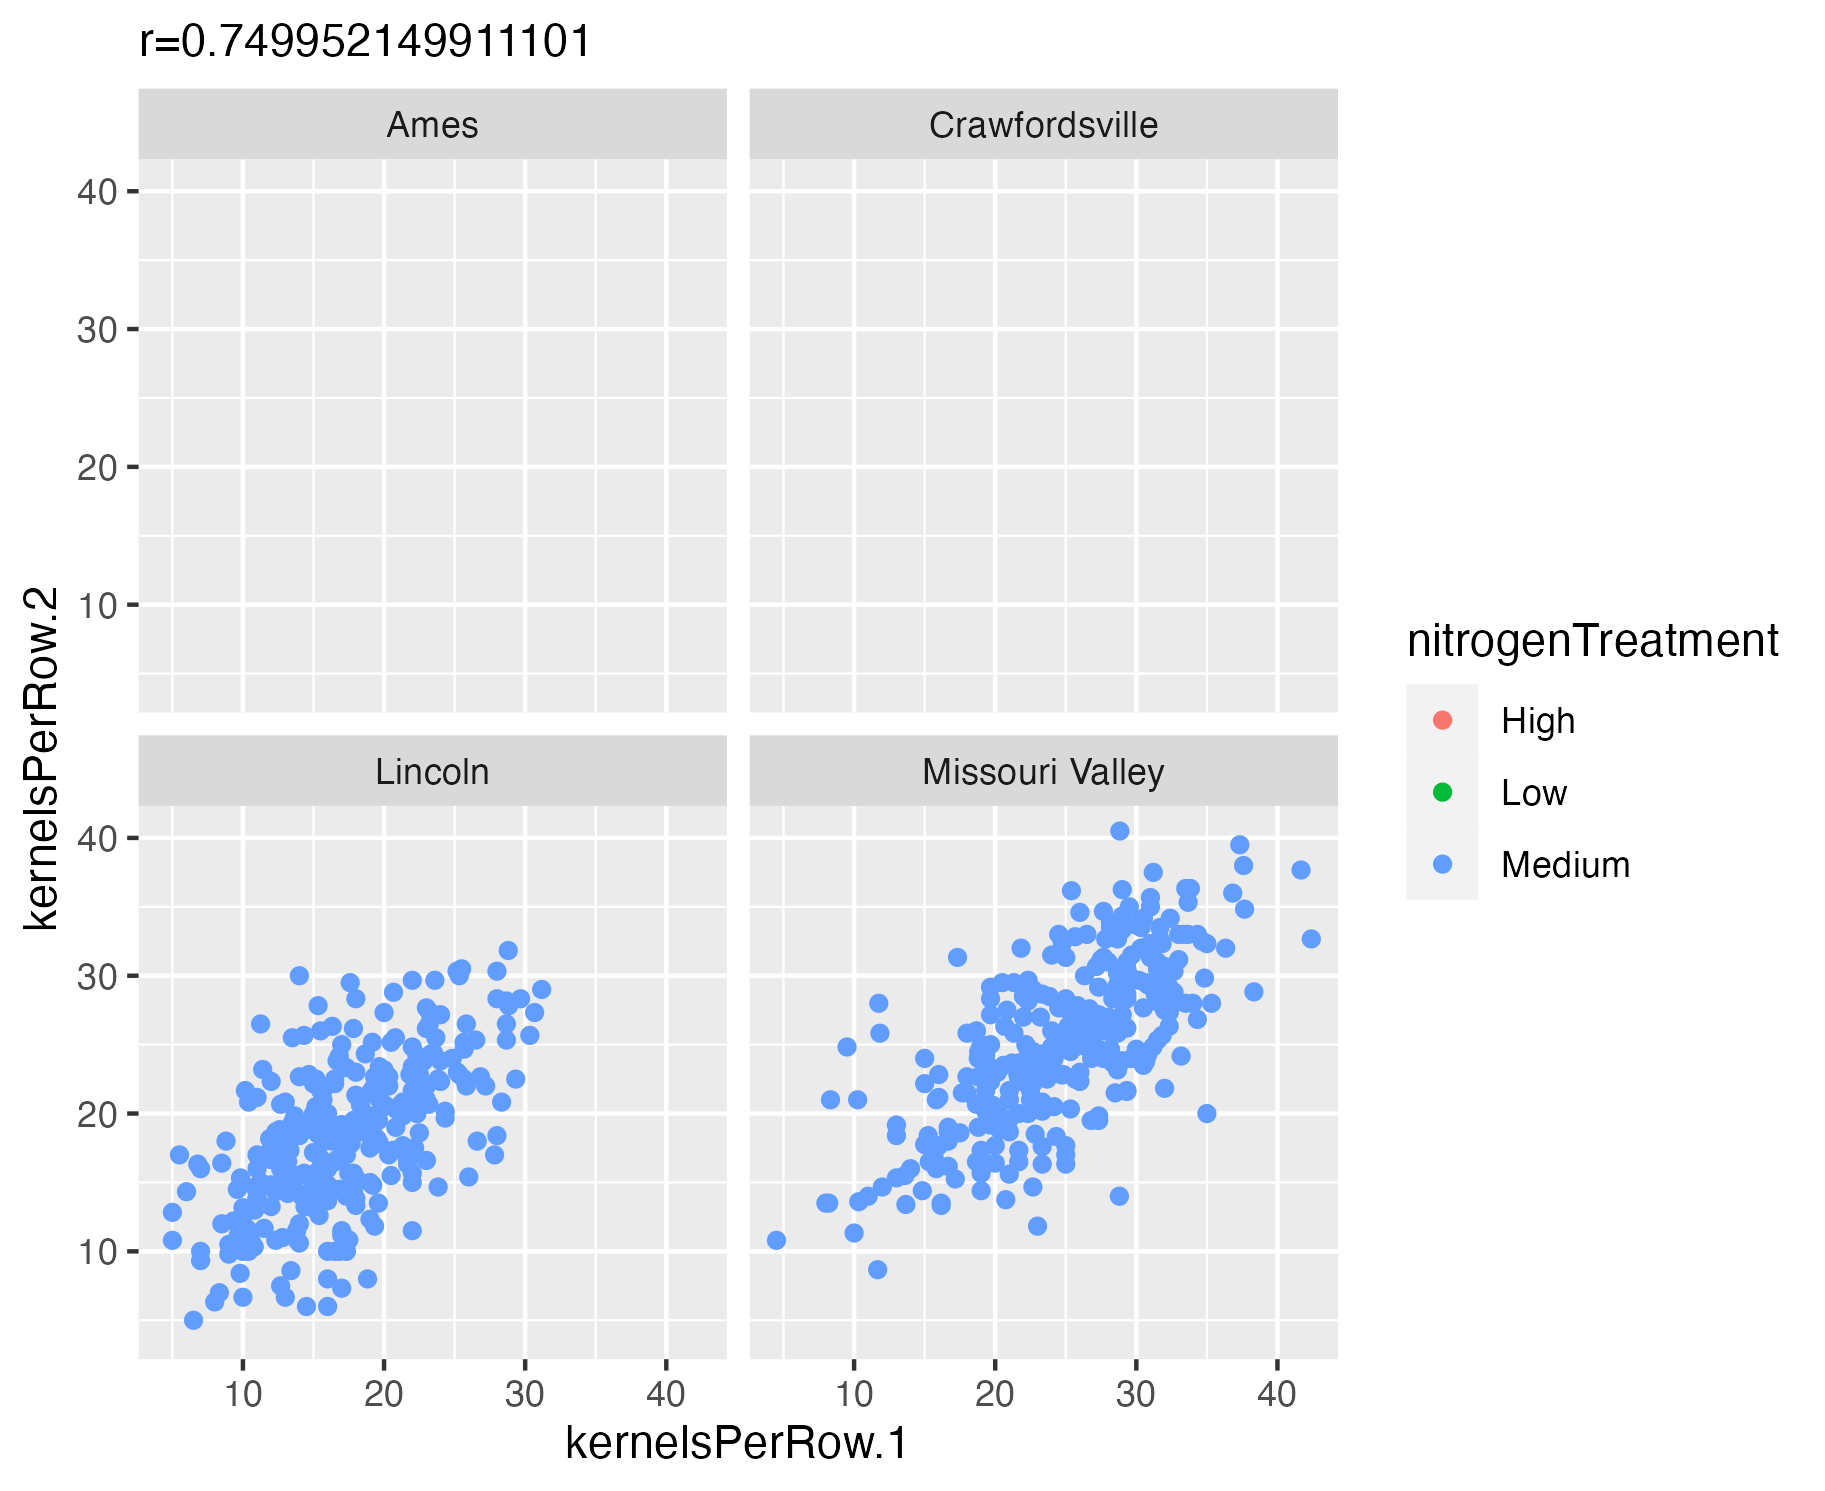 r=0.749952149911101
Ames
Crawfordsville
40
30
20
10
Lincoln
Missouri Valley
40
30
20
10
10
20
30
40
10
20
30
40
kernelsPerRow.1
kernelsPerRow.2
nitrogenTreatment
High
Low
Medium